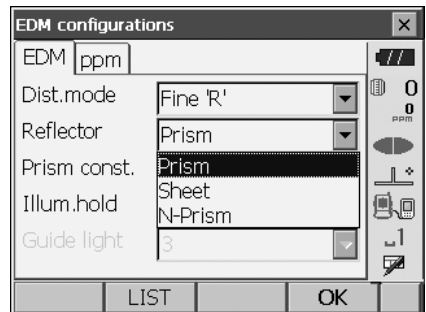 EDM configurations
EDM ppm
Dist.mode Fine 'R'
0
0
PPM
Reflector Prism
Prism const. Prism
Sheet
Illum.hold
N-Prism
Guide light 3
1
LIST OK